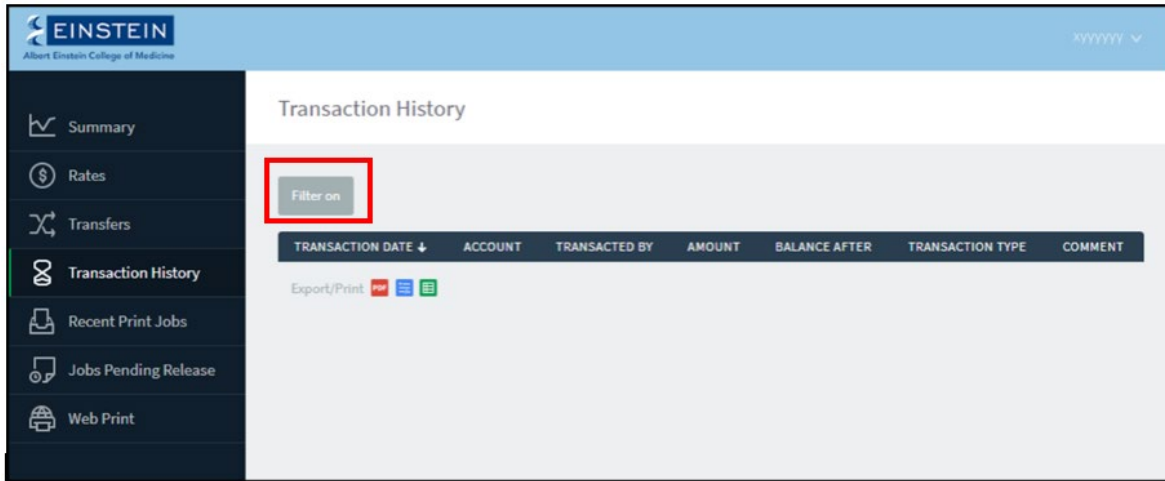 EINSTEIN
Albert Einstein College of Medicine
xyyyyyy
Summary
Rates
Transfers
Transaction History
Recent Print Jobs
Jobs Pending Release
Web Print
Transaction History
Filter on
TRANSACTION DATE ACCOUNT TRANSACTED BY AMOUNT BALANCE AFTER TRANSACTION TYPE COMMENT
Export/Print PDF